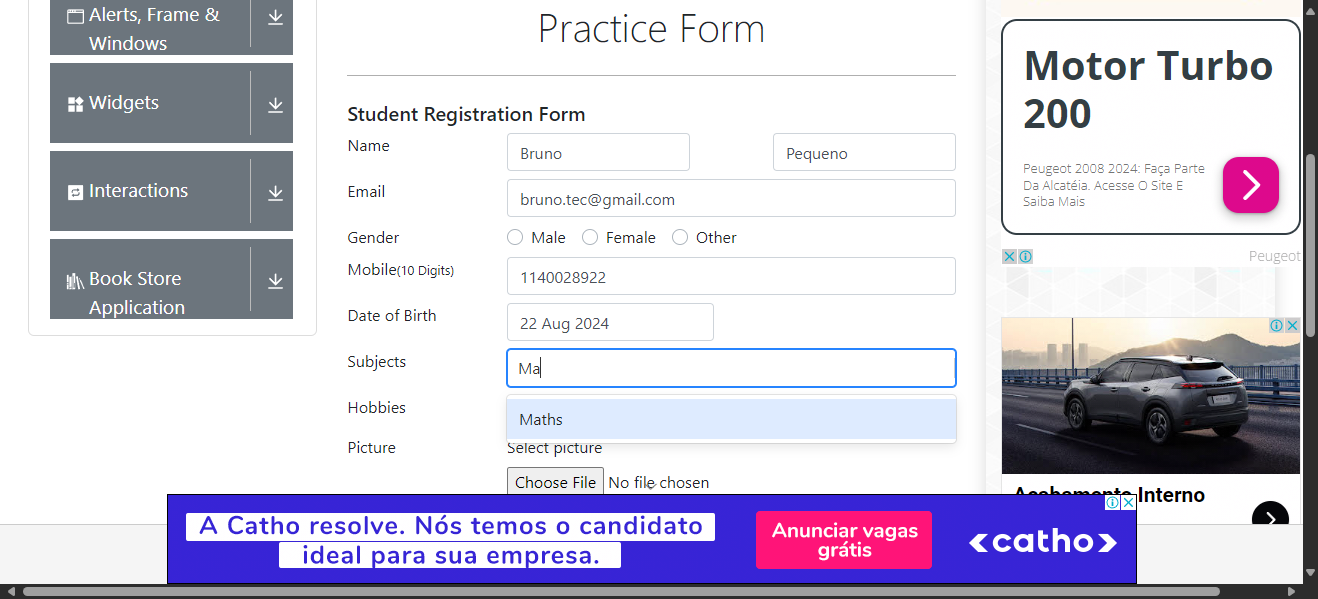 Alerts, Frame &
Windows
Widgets
Interactions
Book Store
Application
Practice Form
Student Registration Form
Name
Bruno
Pequeno
Email
bruno.tec@gmail.com
Gender
Male
Female
Other
Mobile(10 Digits)
1140028922
Date of Birth
22 Aug 2024
Subjects
Ma
Maths
Hobbies
Picture
Select picture
Choose File
No file chosen
Motor Turbo
200
Peugeot 2008 2024: Faça Parte
Da Alcatéia. Acesse O Site E
Saiba Mais
Peugeot
Acabamento Interno
A Catho resolve. Nós temos o candidato
ideal para sua empresa.
Anunciar vagas
grátis
catho